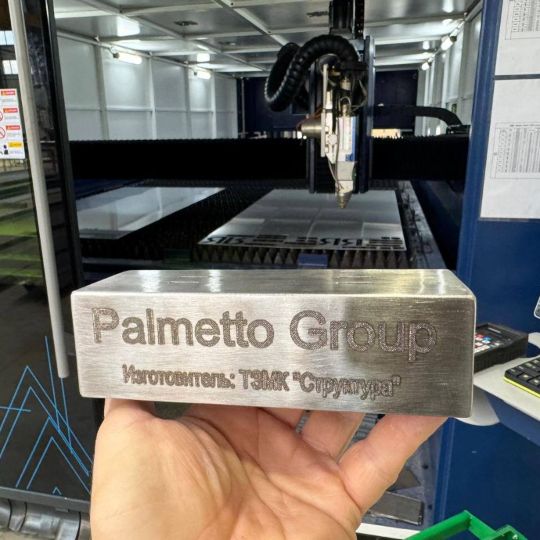 Palmetto Group
Изготовитель: ТЗМК "Структура"